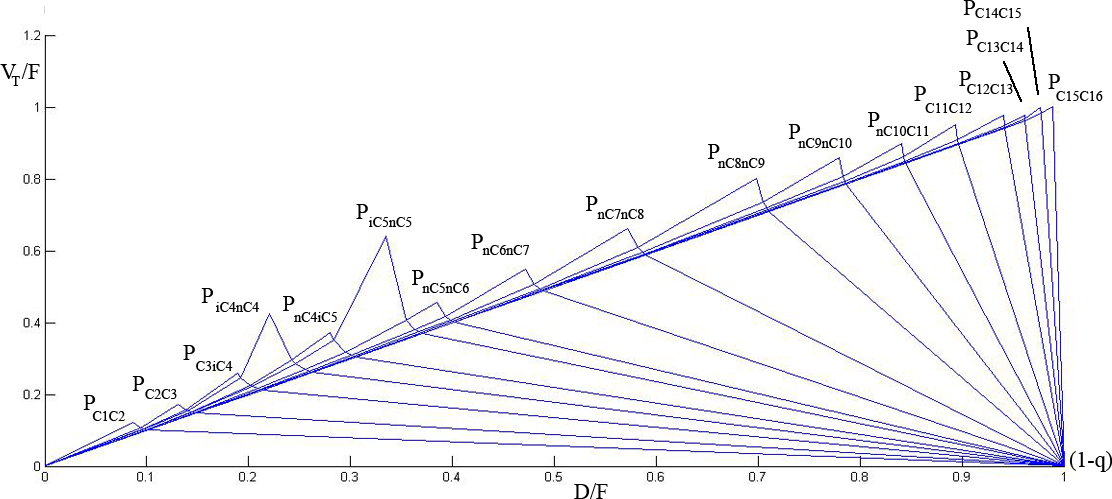 P_C14C15
P_C13C14
1.2
V_T/F
P_C12C13
P_C15C16
P_C11C12
1
P_nC10C11
P_nC9nC10
P_nC8nC9
0.8
P_iC5nC5
P_nC7nC8
0.6
P_nC6nC7
P_nC5nC6
P_iC4nC4
P_nC4iC5
0.4
P_C3iC4
P_C2C3
P_C1C2
0.2
0
(1-q)
0 0.1 0.2 0.3 0.4 0.5 0.6 0.7 0.8 0.9 1
D/F